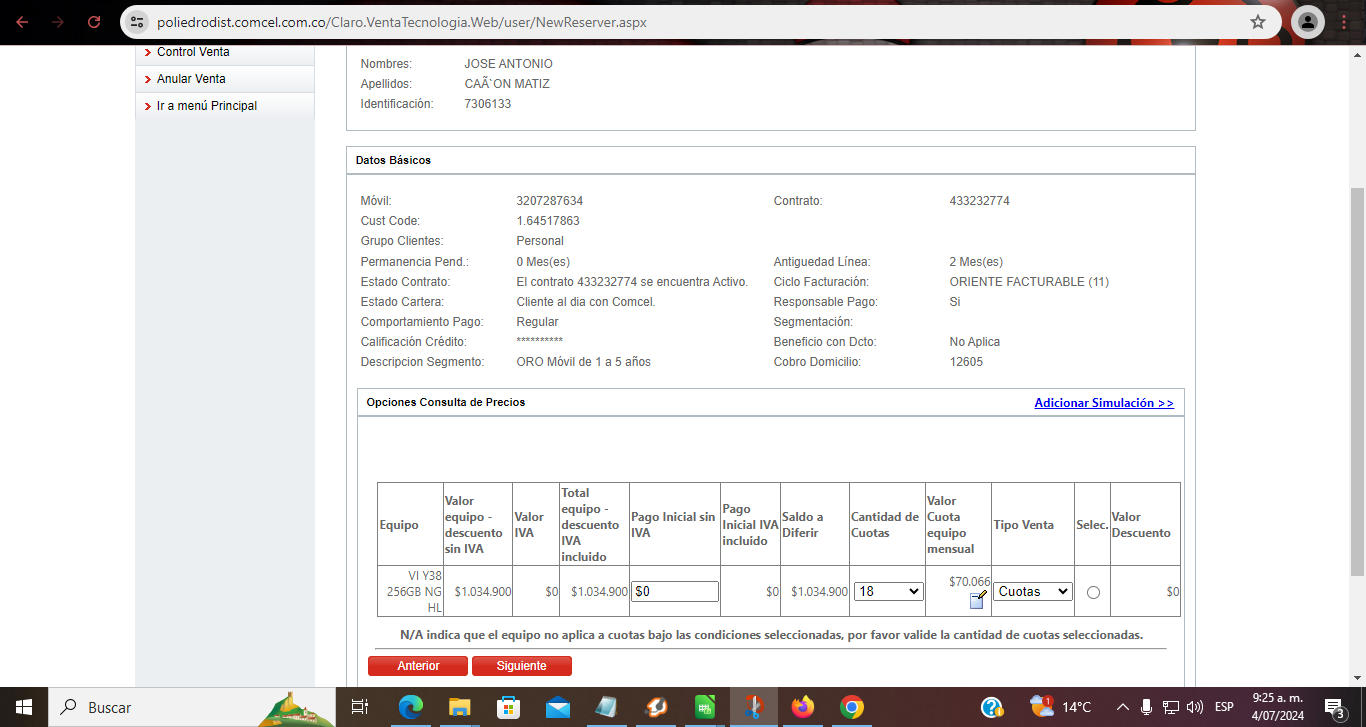 poliedrodist.comcel.com.co/Claro.VentaTecnologia.Web/user/NewReserver.aspx
Control Venta
Anular Venta
Ir a menú Principal
Nombres: JOSE ANTONIO
Apellidos: CAÃ`ON MATIZ
Identificación: 7306133
Datos Básicos
Móvil: 3207287634 Contrato: 433232774
Cust Code: 1.64517863
Grupo Clientes: Personal
Permanencia Pend.: 0 Mes(es) Antiguedad Línea: 2 Mes(es)
Estado Contrato: El contrato 433232774 se encuentra Activo. Ciclo Facturación: ORIENTE FACTURABLE (11)
Estado Cartera: Cliente al dia con Comcel. Responsable Pago: Si
Comportamiento Pago: Regular Segmentación:
Calificación Crédito: ********** Beneficio con Dcto: No Aplica
Descripcion Segmento: ORO Móvil de 1 a 5 años Cobro Domicilio: 12605
Opciones Consulta de Precios Adicionar Simulación >>
Equipo
Valor
equipo -
descuento
sin IVA
Valor
IVA
Total
equipo -
descuento
IVA
incluido
Pago Inicial sin
IVA
Pago
Inicial IVA
incluido
Saldo a
Diferir
Cantidad de
Cuotas
Valor
Cuota
equipo
mensual
Tipo Venta
Selec.
Valor
Descuento
VI Y38
256GB NG
HL
$1.034.900 $0 $1.034.900 $0 $0 $1.034.900 18 $70.066 Cuotas $0
N/A indica que el equipo no aplica a cuotas bajo las condiciones seleccionadas, por favor valide la cantidad de cuotas seleccionadas.
Anterior Siguiente
Buscar
14°C
ESP
9:25 a. m.
4/07/2024
3